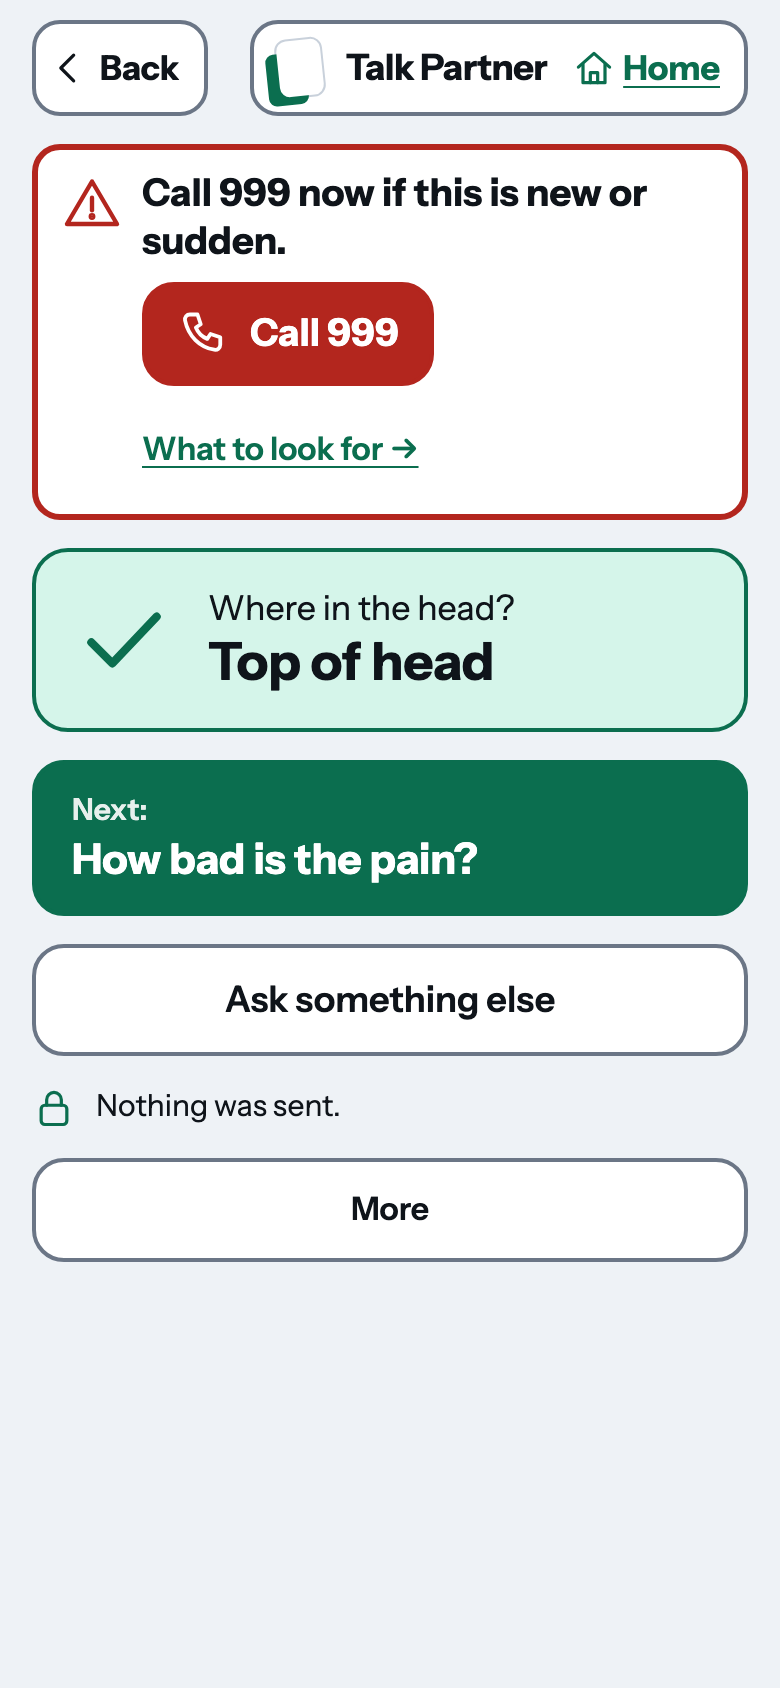 Back
Talk Partner
Home
Call 999 now if this is new or
sudden.
Call 999
What to look for →
Where in the head?
Top of head
Next:
How bad is the pain?
Ask something else
Nothing was sent.
More